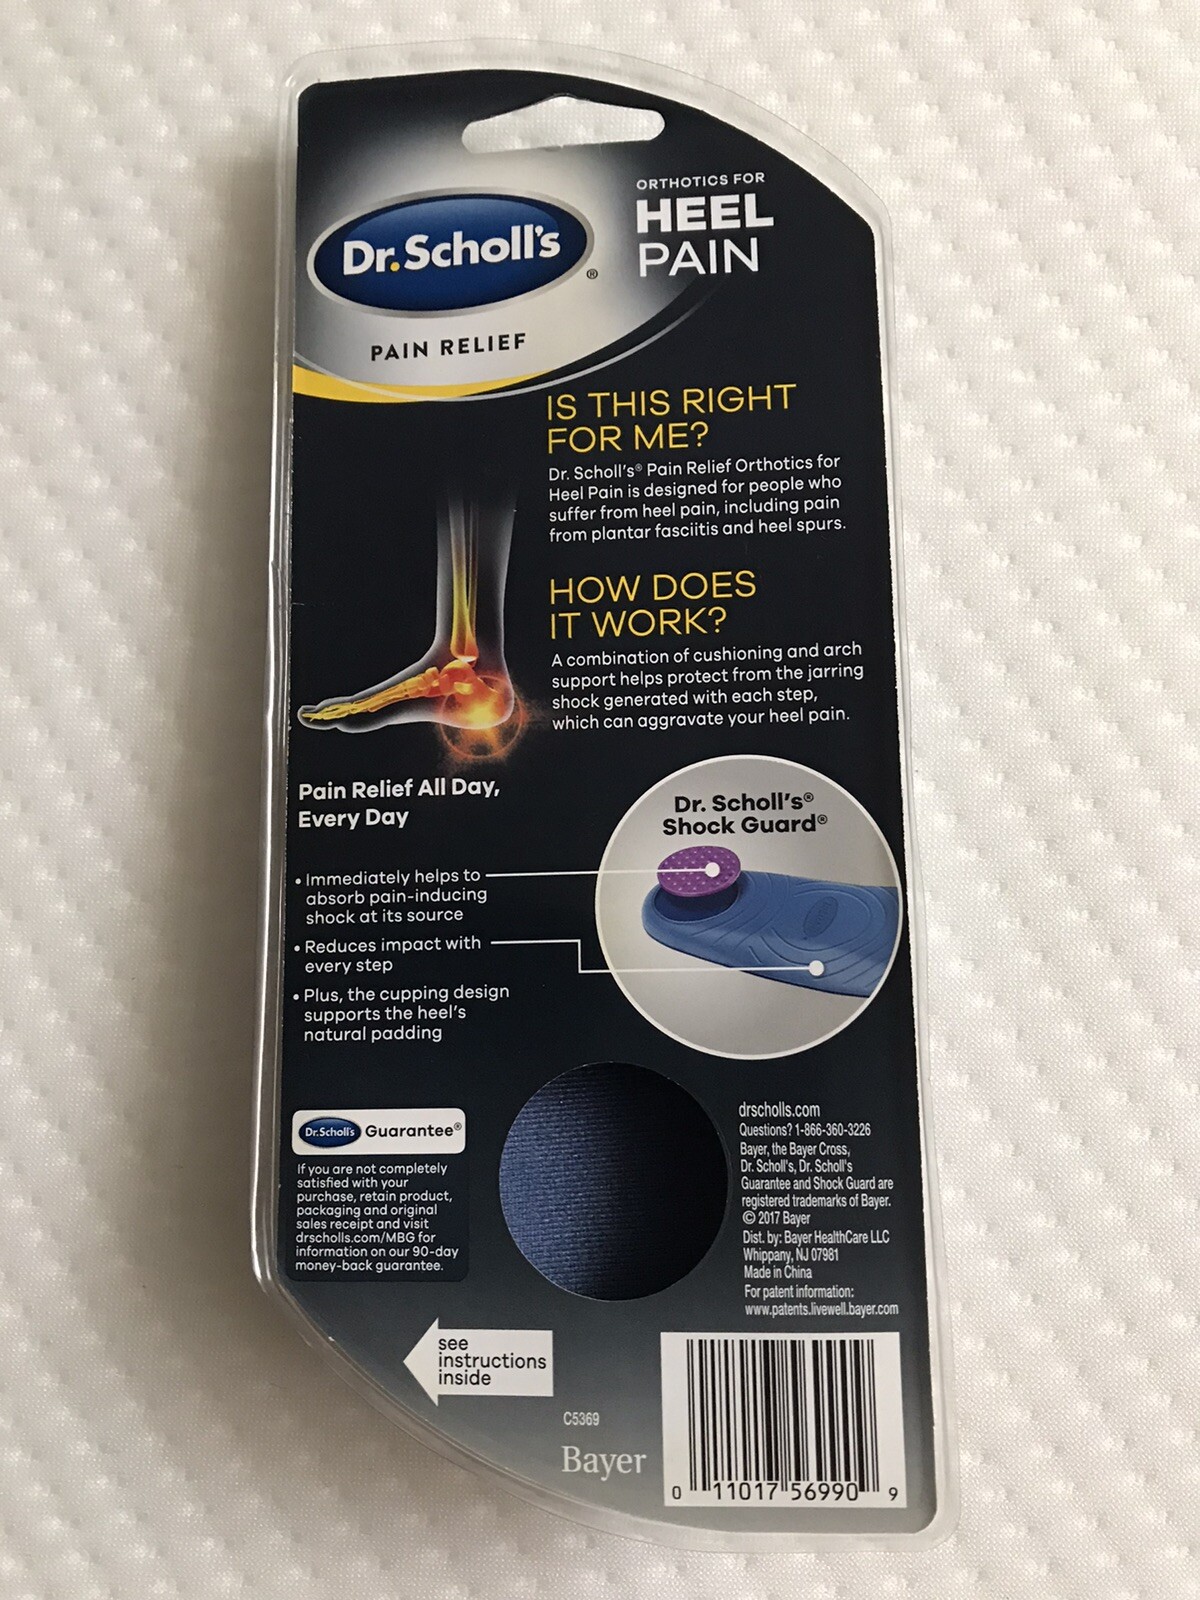 ORTHOTICS FOR
HEEL
PAIN
Dr.Scholl's®
PAIN RELIEF
IS THIS RIGHT
FOR ME?
Dr. Scholl's® Pain Relief Orthotics for
Heel Pain is designed for people who
suffer from heel pain, including pain
from plantar fasciitis and heel spurs.
HOW DOES
IT WORK?
A combination of cushioning and arch
support helps protect from the jarring
shock generated with each step,
which can aggravate your heel pain.
Pain Relief All Day,
Every Day
Dr. Scholl's®
Shock Guard®
• Immediately helps to
absorb pain-inducing
shock at its source
• Reduces impact with
every step
• Plus, the cupping design
supports the heel's
natural padding
Dr.Scholl's Guarantee®
If you are not completely
satisfied with your
purchase, retain product,
packaging and original
sales receipt and visit
drscholls.com/MBG for
information on our 90-day
money-back guarantee.
drscholls.com
Questions? 1-866-360-3226
Bayer, the Bayer Cross,
Dr. Scholl's, Dr. Scholl's
Guarantee and Shock Guard are
registered trademarks of Bayer.
© 2017 Bayer
Dist. by: Bayer HealthCare LLC
Whippany, NJ 07981
Made in China
For patent information:
www.patents.livewell.bayer.com
see
instructions
inside
C5369
Bayer
0 11017 56990 9